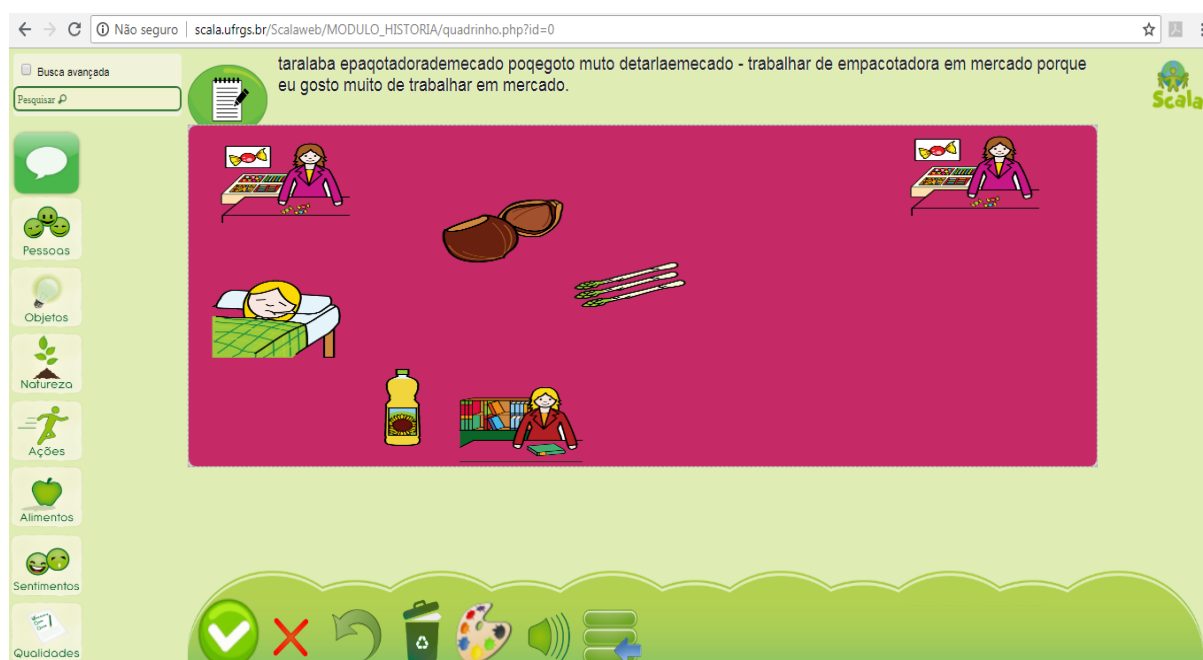 Não seguro | scala.ufrgs.br/Scalaweb/MODULO_HISTORIA/quadrinho.php?id=0
Busca avançada
Pesquisar
taralaba epaqotadorademecado poqegoto muto detarlaemecado - trabalhar de empacotadora em mercado porque
eu gosto muito de trabalhar em mercado.
Scala
Pessoas
Objetos
Natureza
Ações
Alimentos
Sentimentos
Qualidades